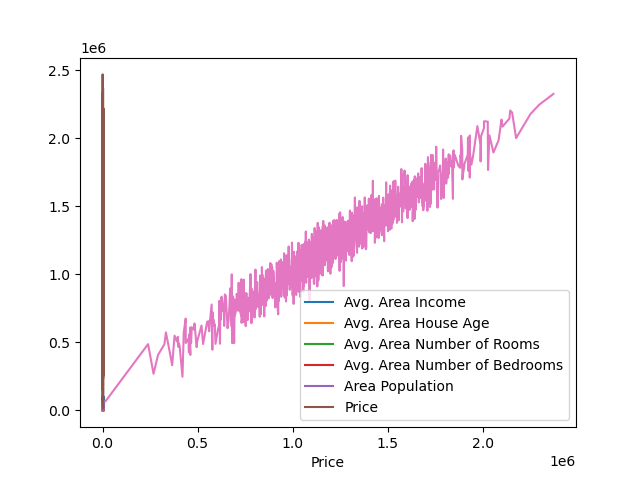 1e6
2.5
2.0
1.5
1.0
0.5
0.0
Avg. Area Income
Avg. Area House Age
Avg. Area Number of Rooms
Avg. Area Number of Bedrooms
Area Population
Price
0.0 0.5 1.0 1.5 2.0
Price 1e6